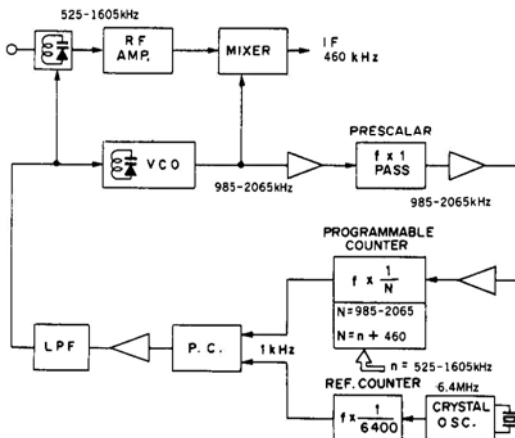 525-1605kHz
RF
AMP.
MIXER
IF
460 kHz
VCO
985-2065kHz
PRESCALAR
f x 1
PASS
985-2065kHz
PROGRAMMABLE
COUNTER
f x 1/N
N=985-2065
N=n+460
n=525-1605kHz
LPF
P.C.
1kHz
REF. COUNTER
f x 1/6400
6.4MHz
CRYSTAL
OSC.